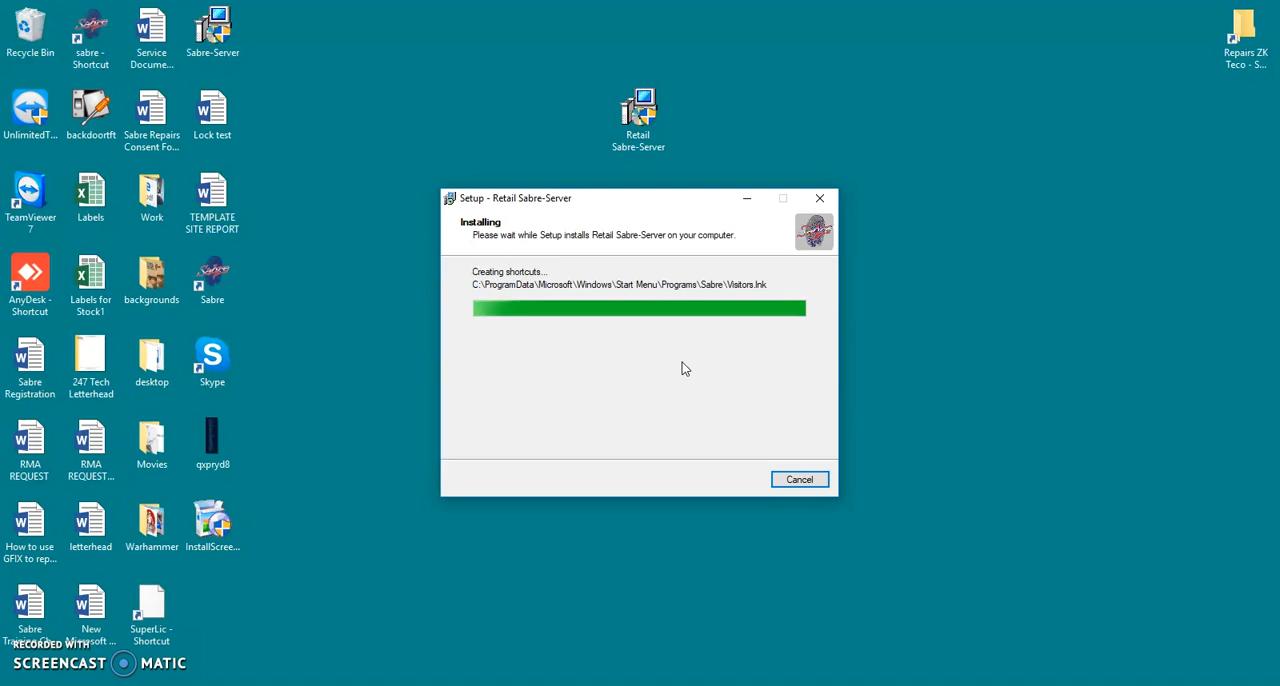 Recycle Bin
sabre -
Shortcut
Service
Docume...
Sabre-Server
Repairs ZK
Teco - S...
UnlimitedT...
backdoortft
Sabre Repairs
Consent Fo...
Lock test
Retail
Sabre-Server
TeamViewer
7
Labels
Work
TEMPLATE
SITE REPORT
Setup - Retail Sabre-Server
Installing
Please wait while Setup installs Retail Sabre-Server on your computer.
Sabre
Creating shortcuts...
C:\ProgramData\Microsoft\Windows\Start Menu\Programs\Sabre\Visitors.lnk
Cancel
AnyDesk -
Shortcut
Labels for
Stock1
backgrounds
Sabre
Sabre
Registration
247 Tech
Letterhead
desktop
Skype
RMA
REQUEST
RMA
REQUEST...
Movies
qxpryd8
How to use
GFIX to rep...
letterhead
Warhammer
InstallScree...
Sabre
New
Microsoft ...
SuperLic -
Shortcut
RECORDED WITH
SCREENCAST MATIC